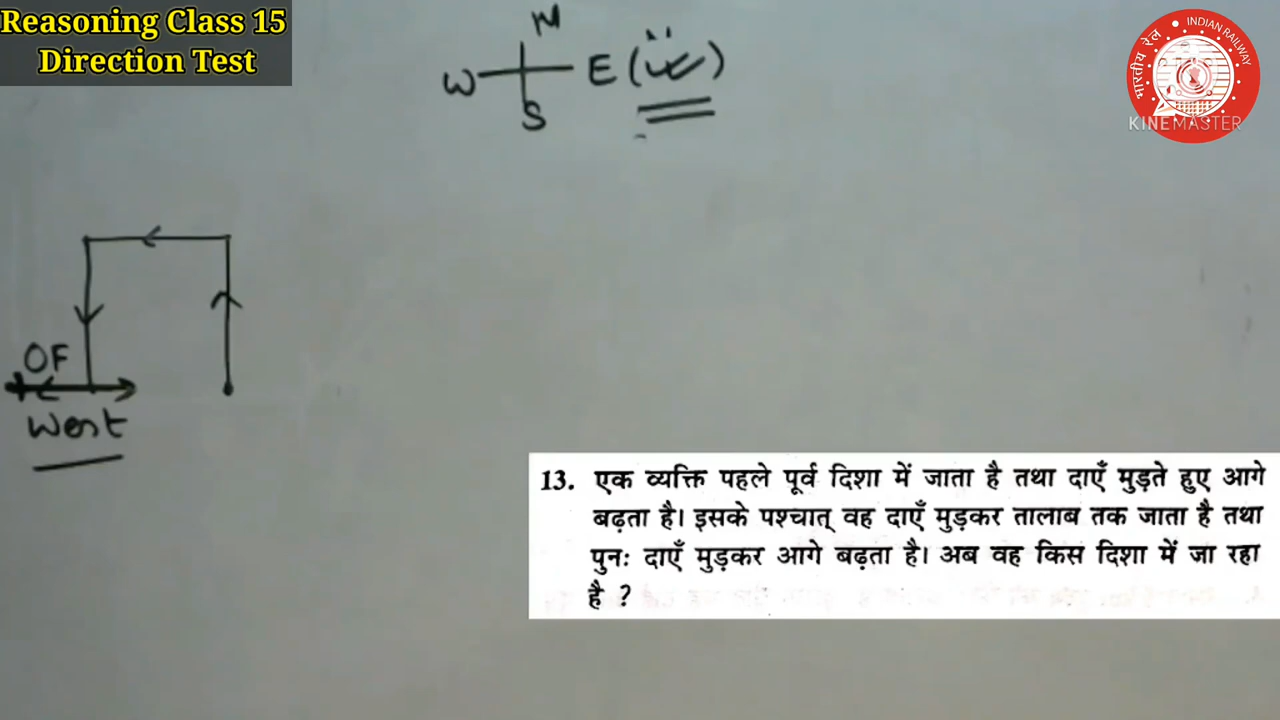 Reasoning Class 15
Direction Test
N
W
E
S
भारतीय रेल
INDIAN RAILWAY
KINEMASTER
OF
West
13. एक व्यक्ति पहले पूर्व दिशा में जाता है तथा दाएँ मुड़ते हुए आगे
बढ़ता है। इसके पश्चात् वह दाएँ मुड़कर तालाब तक जाता है तथा
पुनः दाएँ मुड़कर आगे बढ़ता है। अब वह किस दिशा में जा रहा
है ?